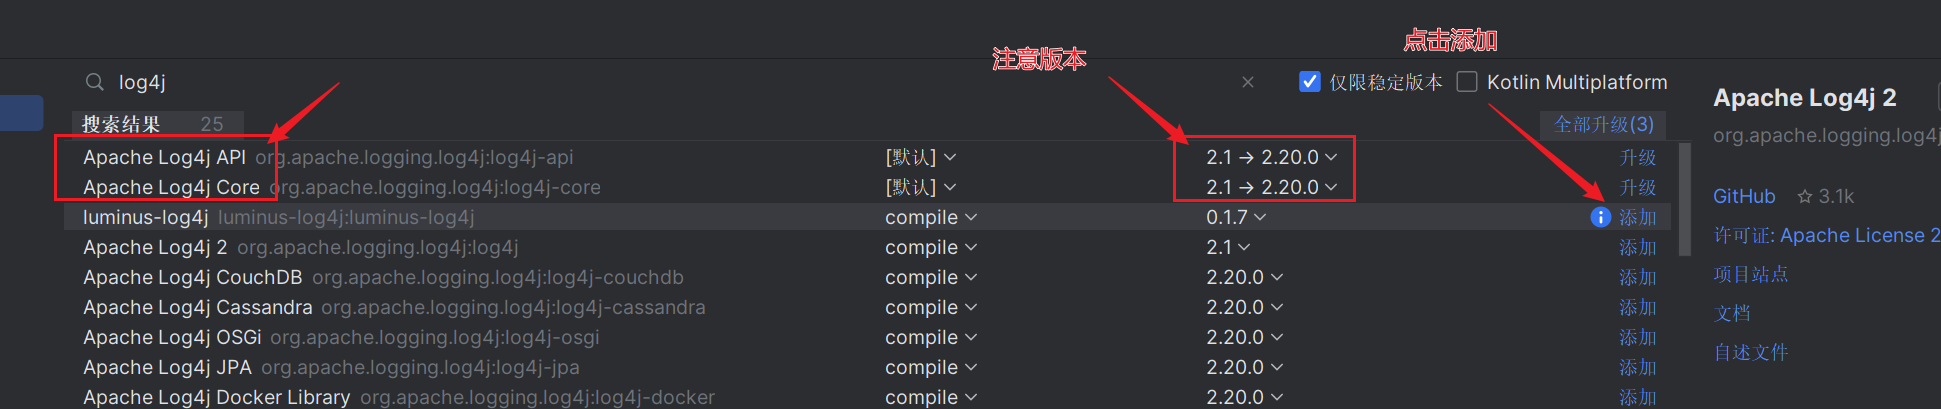 点击添加
注意版本
log4j
仅限稳定版本
Kotlin Multiplatform
搜索结果 25
全部升级(3)
Apache Log4j API org.apache.logging.log4j:log4j-api [默认] 2.1 → 2.20.0 升级
Apache Log4j Core org.apache.logging.log4j:log4j-core [默认] 2.1 → 2.20.0 升级
luminus-log4j luminus-log4j:luminus-log4j compile 0.1.7 添加
Apache Log4j 2 org.apache.logging.log4j:log4j compile 2.1 添加
Apache Log4j CouchDB org.apache.logging.log4j:log4j-couchdb compile 2.20.0 添加
Apache Log4j Cassandra org.apache.logging.log4j:log4j-cassandra compile 2.20.0 添加
Apache Log4j OSGi org.apache.logging.log4j:log4j-osgi compile 2.20.0 添加
Apache Log4j JPA org.apache.logging.log4j:log4j-jpa compile 2.20.0 添加
Apache Log4j Docker Library org.apache.logging.log4j:log4j-docker compile 2.20.0 添加
Apache Log4j 2
org.apache.logging.log4j
GitHub 3.1k
许可证: Apache License 2
项目站点
文档
自述文件